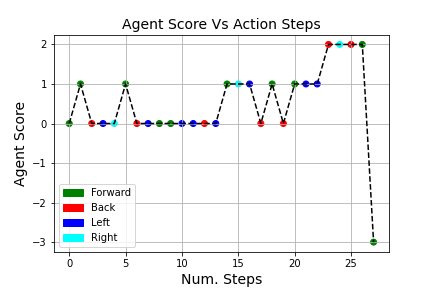 Agent Score Vs Action Steps
Agent Score
2
1
0
−1
−2
−3
Forward
Back
Left
Right
0 5 10 15 20 25
Num. Steps